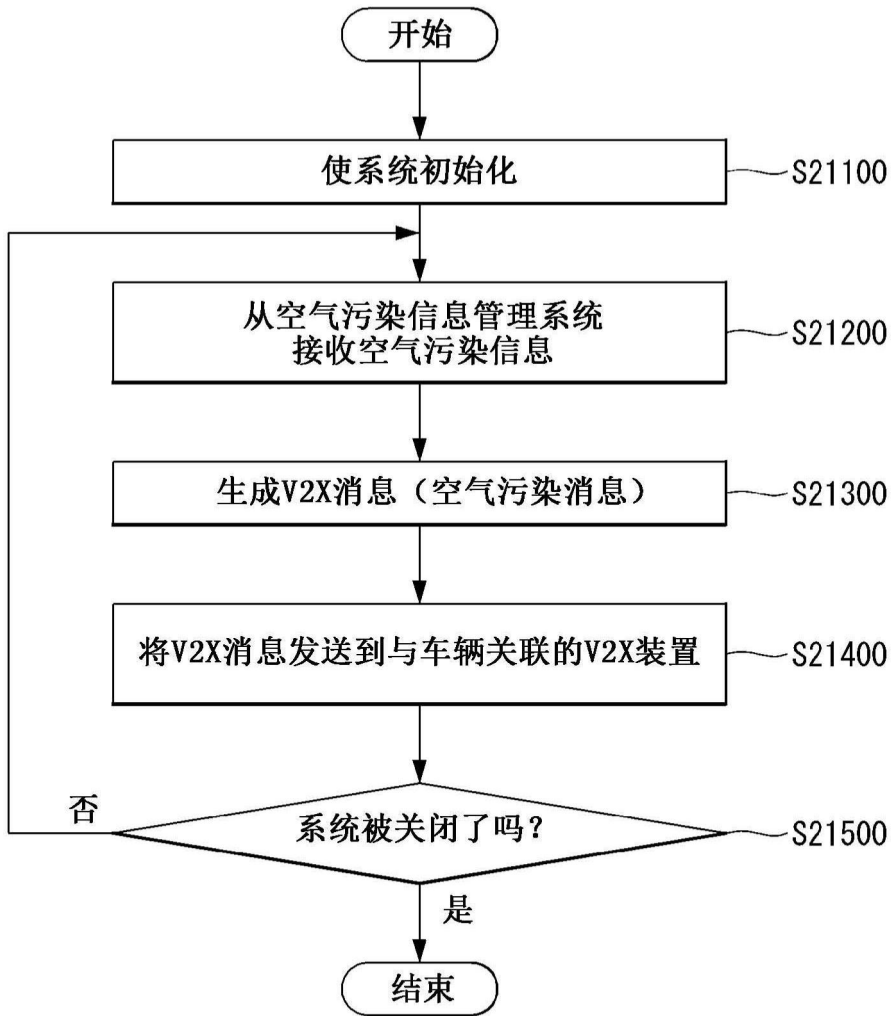 开始
使系统初始化
S21100
从空气污染信息管理系统
接收空气污染信息
S21200
生成V2X消息（空气污染消息）
S21300
将V2X消息发送到与车辆关联的V2X装置
S21400
否
系统被关闭了吗?
S21500
是
结束